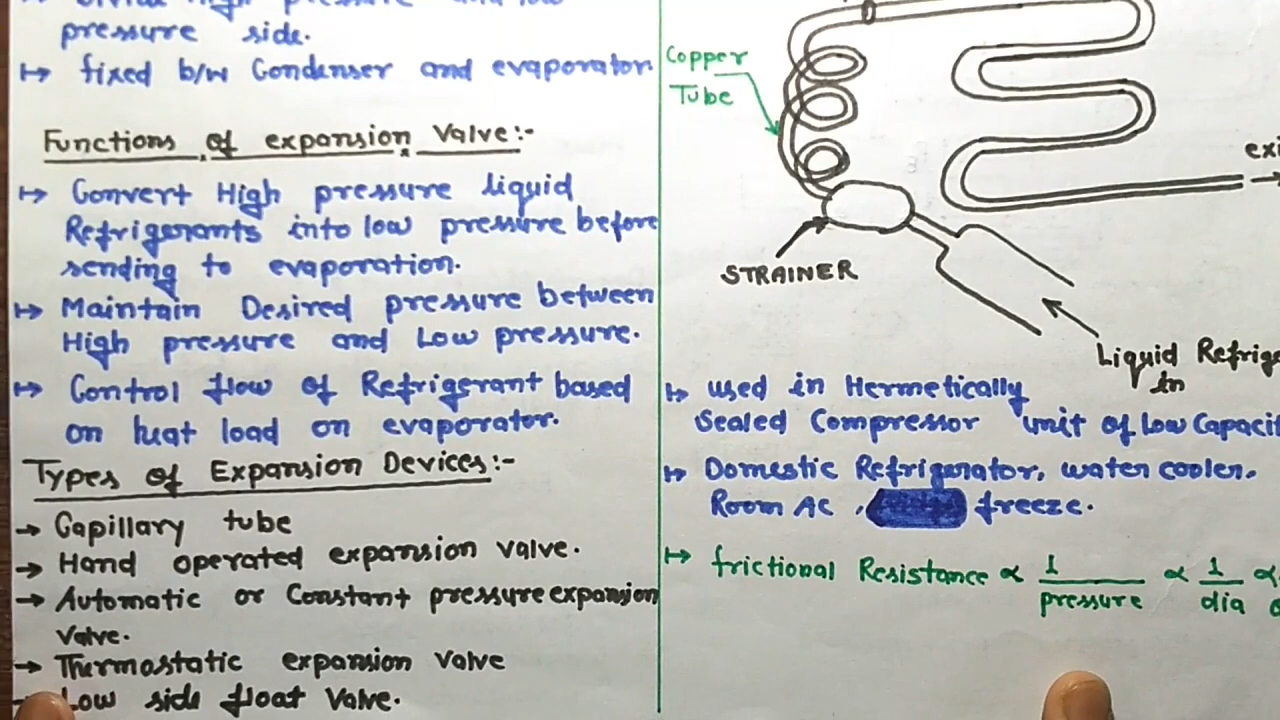 pressure side.
↦ fixed b/w Condenser and evaporator
Functions of expansion Valve:-
↦ Convert High pressure liquid
Refrigerants into low pressure before
sending to evaporation.
↦ Maintain Desired pressure between
High pressure and Low pressure.
↦ Control flow of Refrigerant based
on heat load on evaporator.
Types of Expansion Devices:-
→ Capillary tube
→ Hand operated expansion valve.
→ Automatic or Constant pressure expansion
Valve.
→ Thermostatic expansion valve
→ Low side float Valve.
Copper
Tube
exi
STRAINER
Liquid Refrige
in
↦ used in Hermetically
Sealed Compressor unit of Low Capacit
↦ Domestic Refrigerator, water cooler,
Room AC, freeze.
↦ frictional Resistance ∝ 1/pressure ∝ 1/dia ∝